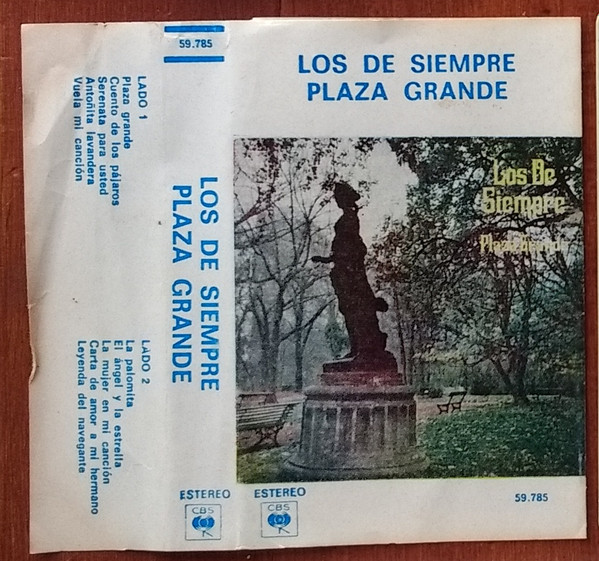 LADO 1
Plaza grande
Cuento de los pájaros
Serenata para usted
Antoñita lavandera
Vuela mi canción
LADO 2
La palomita
El ángel y la estrella
La mujer en mi canción
Carta de amor a mi hermano
Leyenda del navegante
59.785
LOS DE SIEMPRE
PLAZA GRANDE
ESTEREO
CBS
LOS DE SIEMPRE
PLAZA GRANDE
Los De
Siempre
Plaza Grande
ESTEREO
CBS
59.785